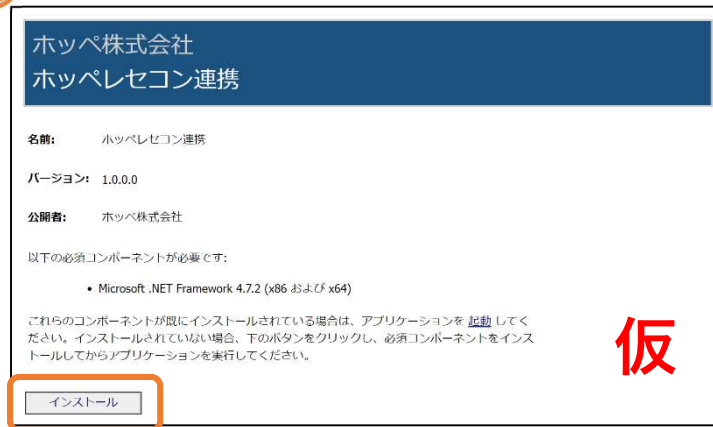 ホッペ株式会社
ホッペレセコン連携
名前: ホッペレセコン連携
バージョン: 1.0.0.0
公開者: ホッペ株式会社
以下の必須コンポーネントが必要です:
• Microsoft .NET Framework 4.7.2 (x86 および x64)
これらのコンポーネントが既にインストールされている場合は、アプリケーションを 起動 してく
ださい。インストールされていない場合、下のボタンをクリックし、必須コンポーネントをインス
トールしてからアプリケーションを実行してください。
仮
インストール